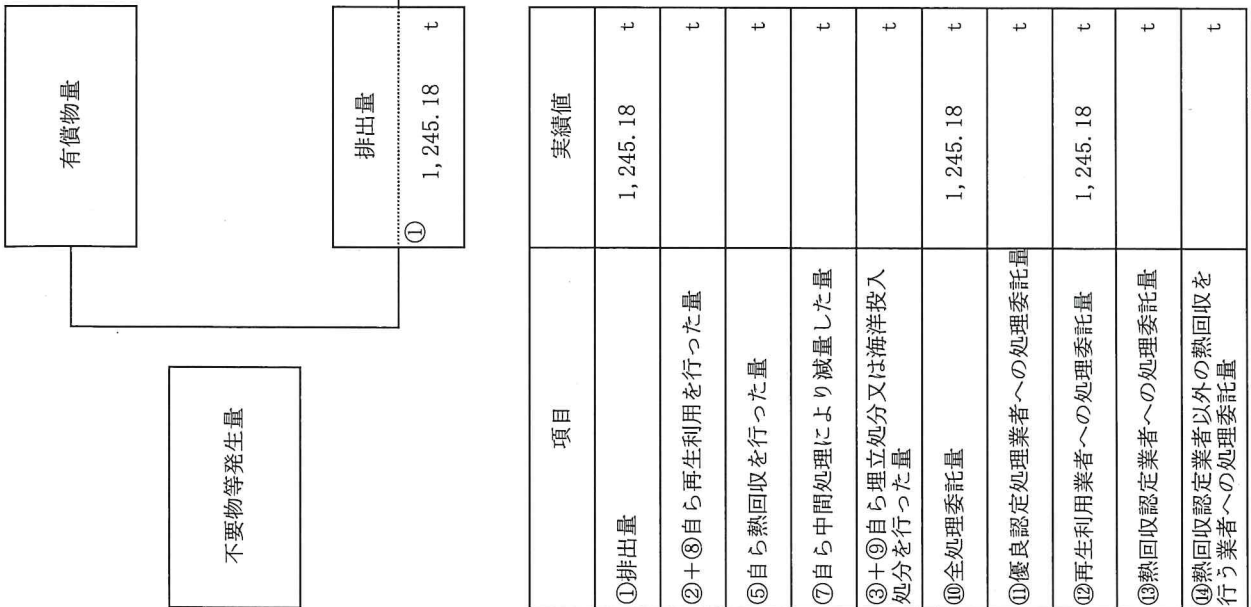 有償物量
不要物等発生量
排出量
① 1,245.18 t
項目 実績値
①排出量 1,245.18 t
②+⑧自ら再生利用を行った量 t
⑤自ら熱回収を行った量 t
⑦自ら中間処理により減量した量 t
③+⑨自ら埋立処分又は海洋投入
処分を行った量 t
⑩全処理委託量 1,245.18 t
⑪優良認定処理業者への処理委託量 t
⑫再生利用業者への処理委託量 1,245.18 t
⑬熱回収認定業者への処理委託量 t
⑭熱回収認定業者以外の熱回収を
行う業者への処理委託量 t